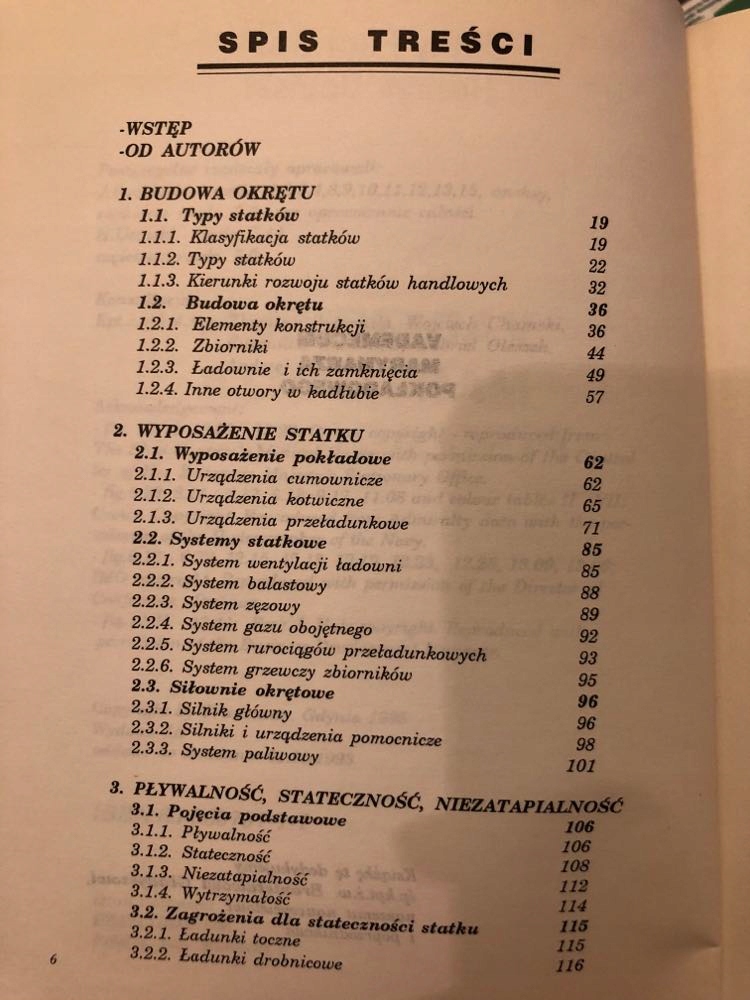 SPIS TREŚCI
-WSTĘP
-OD AUTORÓW
1. BUDOWA OKRĘTU
1.1. Typy statków 19
1.1.1. Klasyfikacja statków 19
1.1.2. Typy statków 22
1.1.3. Kierunki rozwoju statków handlowych 32
1.2. Budowa okrętu 36
1.2.1. Elementy konstrukcji 36
1.2.2. Zbiorniki 44
1.2.3. Ładownie i ich zamknięcia 49
1.2.4. Inne otwory w kadłubie 57
2. WYPOSAŻENIE STATKU
2.1. Wyposażenie pokładowe 62
2.1.1. Urządzenia cumownicze 62
2.1.2. Urządzenia kotwiczne 65
2.1.3. Urządzenia przeładunkowe 71
2.2. Systemy statkowe 85
2.2.1. System wentylacji ładowni 85
2.2.2. System balastowy 88
2.2.3. System zęzowy 89
2.2.4. System gazu obojętnego 92
2.2.5. System rurociągów przeładunkowych 93
2.2.6. System grzewczy zbiorników 95
2.3. Siłownie okrętowe 96
2.3.1. Silnik główny 96
2.3.2. Silniki i urządzenia pomocnicze 98
2.3.3. System paliwowy 101
3. PŁYWALNOŚĆ, STATECZNOŚĆ, NIEZATAPIALNOŚĆ
3.1. Pojęcia podstawowe 106
3.1.1. Pływalność 106
3.1.2. Stateczność 108
3.1.3. Niezatapialność 112
3.1.4. Wytrzymałość 114
3.2. Zagrożenia dla stateczności statku 115
3.2.1. Ładunki toczne 115
3.2.2. Ładunki drobnicowe 116
6